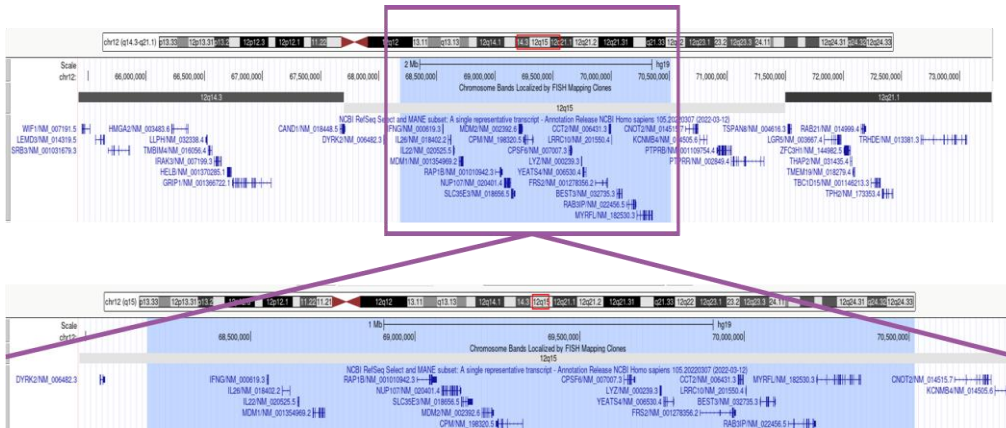 chr12 (q14.3-q21.1) p13.33 12p13.31 p13.2 12p12.3 12p12.1 11.22 12q12 13.11 q13.13 12q14.1 14.3 12q15 12q21.1 12q21.2 12q21.31 q21.33 12q23.1 23.2 12q23.3 24.11 12q24.31 q24.32 12q24.33
Scale 2 Mb hg19
chr12: 66,000,000 66,500,000 67,000,000 67,500,000 68,000,000 68,500,000 69,000,000 69,500,000 70,000,000 70,500,000 71,000,000 71,500,000 72,000,000 72,500,000 73,000,000
Chromosome Bands Localized by FISH Mapping Clones
12q14.3 12q15 12q21.1
NCBI RefSeq Select and MANE subset: A single representative transcript - Annotation Release NCBI Homo sapiens 105.20220307 (2022-03-12)
WIF1/NM_007191.5 HMGA2/NM_003483.6 CAND1/NM_018448.5 IFNG/NM_000619.3 MDM2/NM_002392.6 CCT2/NM_006431.3 CNOT2/NM_014515.7 TSPAN8/NM_004616.3 RAB21/NM_014999.4 TRHDE/NM_013381.3
LEMD3/NM_014319.5 LLPH/NM_032338.4 DYRK2/NM_006482.3 IL26/NM_018402.2 CPM/NM_198320.5 LRRC10/NM_201550.4 KCNMB4/NM_014505.6 LGR5/NM_003667.4
SRB3/NM_001031679.3 TMBIM4/NM_016056.4 IL22/NM_020525.5 CPSF6/NM_007007.3 PTPRB/NM_001109754.4 ZFC3H1/NM_144982.5
IRAK3/NM_007199.3 MDM1/NM_001354969.2 LYZ/NM_000239.3 PTPRR/NM_002849.4 THAP2/NM_031435.4
HELB/NM_001370285.1 RAP1B/NM_001010942.3 YEATS4/NM_006530.4 TMEM19/NM_018279.4
GRIP1/NM_001366722.1 NUP107/NM_020401.4 FRS2/NM_001278356.2 TBC1D15/NM_001146213.3
SLC35E3/NM_018656.5 BEST3/NM_032735.3 TPH2/NM_173353.4
RAB3IP/NM_022456.5
MYRFL/NM_182530.3
chr12 (q15) p13.33 12p13.31 p13.2 12p12.1 11.22 11.21 12q12 13.11 q13.13 12q14.1 14.3 12q15 12q21.1 12q21.2 12q21.31 q21.33 12q22 12q23.1 23.2 12q23.3 24.11 12q24.31 q24.32 12q24.33
Scale 1 Mb hg19
chr12: 68,500,000 69,000,000 69,500,000 70,000,000 70,500,000
Chromosome Bands Localized by FISH Mapping Clones
12q15
NCBI RefSeq Select and MANE subset: A single representative transcript - Annotation Release NCBI Homo sapiens 105.20220307 (2022-03-12)
DYRK2/NM_006482.3 IFNG/NM_000619.3 RAP1B/NM_001010942.3 CPSF6/NM_007007.3 CCT2/NM_006431.3 MYRFL/NM_182530.3 CNOT2/NM_014515.7
IL26/NM_018402.2 NUP107/NM_020401.4 LYZ/NM_000239.3 LRRC10/NM_201550.4 KCNMB4/NM_014505.6
IL22/NM_020525.5 SLC35E3/NM_018656.5 YEATS4/NM_006530.4 BEST3/NM_032735.3
MDM1/NM_001354969.2 MDM2/NM_002392.6 FRS2/NM_001278356.2
CPM/NM_198320.5 RAB3IP/NM_022456.5